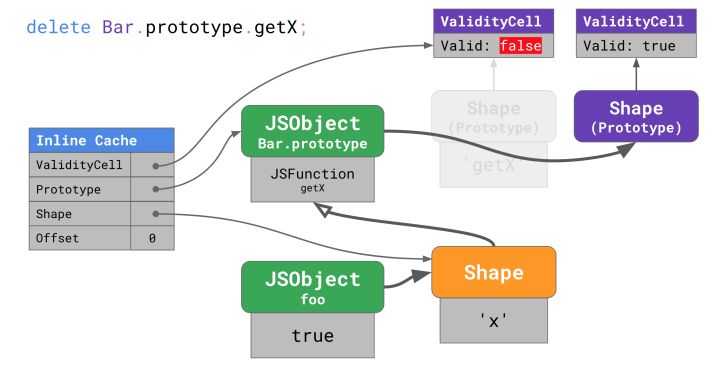 delete Bar.prototype.getX;
ValidityCell
Valid: false
ValidityCell
Valid: true
Shape
(Prototype)
'getX
Shape
(Prototype)
Inline Cache
ValidityCell
Prototype
Shape
Offset 0
JSObject
Bar.prototype
JSFunction
getX
JSObject
foo
true
Shape
'x'